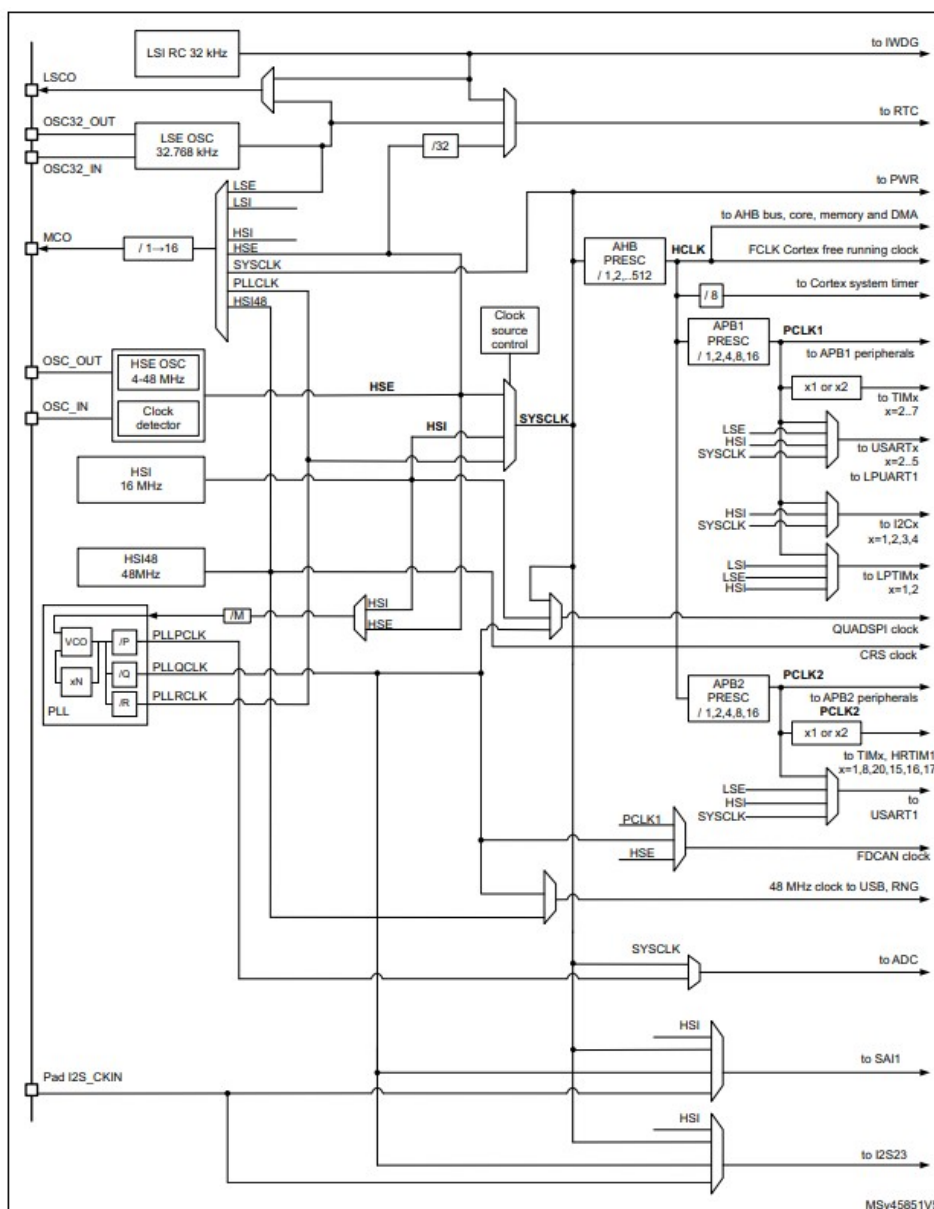 LSI RC 32 kHz
to IWDG
LSCO
to RTC
OSC32_OUT
LSE OSC
32.768 kHz
/32
OSC32_IN
to PWR
LSE
LSI
to AHB bus, core, memory and DMA
MCO
/ 1→16
HSI
HSE
SYSCLK
PLLCLK
HSI48
AHB
PRESC
/ 1,2,..512
HCLK
FCLK Cortex free running clock
/ 8
to Cortex system timer
Clock
source
control
APB1
PRESC
/ 1,2,4,8,16
PCLK1
to APB1 peripherals
OSC_OUT
HSE OSC
4-48 MHz
HSE
x1 or x2
to TIMx
x=2..7
OSC_IN
Clock
detector
HSI
SYSCLK
LSE
HSI
SYSCLK
to USARTx
x=2..5
to LPUART1
HSI
16 MHz
HSI
SYSCLK
to I2Cx
x=1,2,3,4
HSI48
48MHz
LSI
LSE
HSI
to LPTIMx
x=1,2
/M
HSI
HSE
QUADSPI clock
CRS clock
VCO
xN
PLL
/P
PLLPCLK
/Q
PLLQCLK
/R
PLLRCLK
APB2
PRESC
/ 1,2,4,8,16
PCLK2
to APB2 peripherals
PCLK2
x1 or x2
to TIMx, HRTIM1
x=1,8,20,15,16,17
LSE
HSI
SYSCLK
to
USART1
PCLK1
HSE
FDCAN clock
48 MHz clock to USB, RNG
SYSCLK
to ADC
HSI
to SAI1
Pad I2S_CKIN
HSI
to I2S23
MSv45851V5